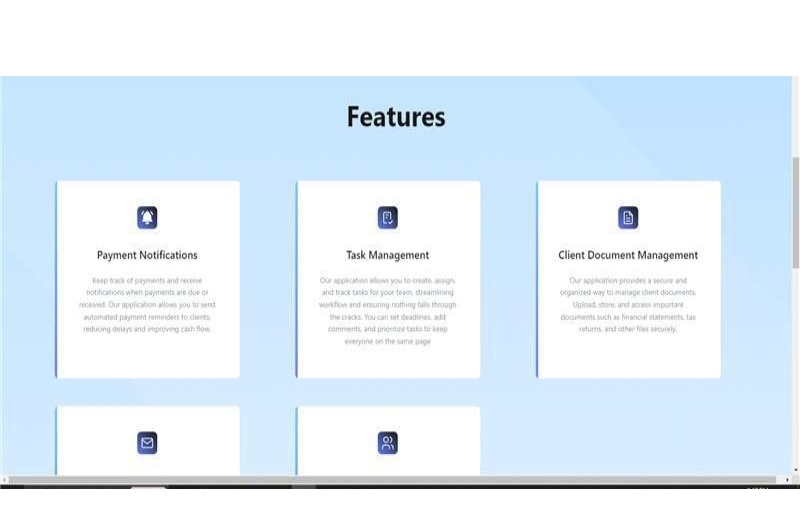 Features
Payment Notifications
Keep track of payments and receive
notifications when payments are due or
received. Our application allows you to send
automated payment reminders to clients,
reducing delays and improving cash flow.
Task Management
Our application allows you to create, assign,
and track tasks for your team, streamlining
workflow and ensuring nothing falls through
the cracks. You can set deadlines, add
comments, and prioritize tasks to keep
everyone on the same page
Client Document Management
Our application provides a secure and
organized way to manage client documents.
Upload, store, and access important
documents such as financial statements, tax
returns, and other files securely.